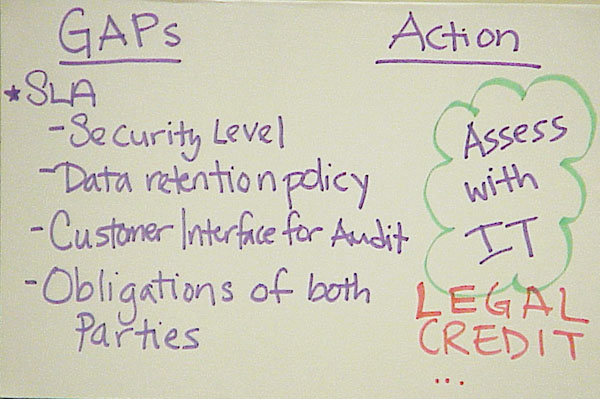 GAPs
Action
*SLA
-Security Level
-Data retention policy
-Customer Interface for Audit
-Obligations of both
Parties
Assess
with
IT
LEGAL
CREDIT
...